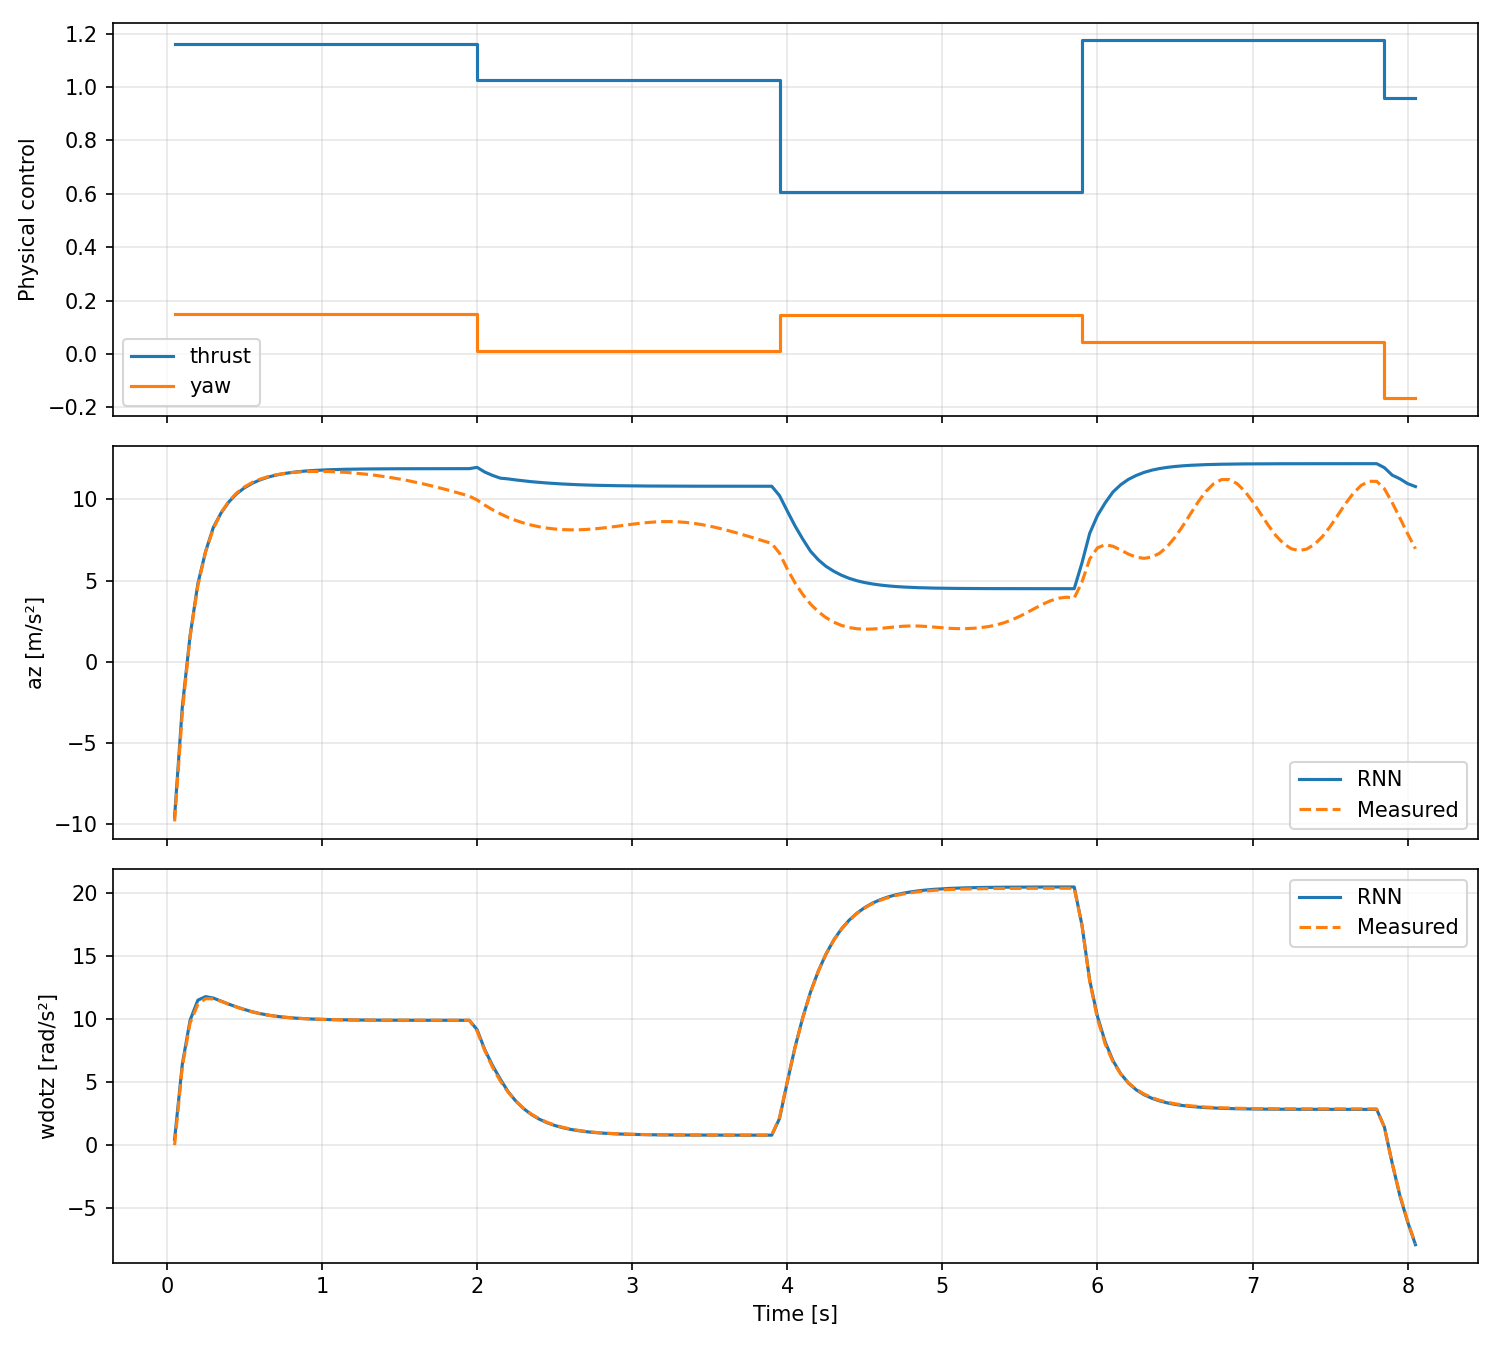 1.2
1.0
0.8
0.6
0.4
0.2
0.0
−0.2
Physical control
thrust
yaw
10
5
0
−5
−10
az [m/s²]
RNN
Measured
20
15
10
5
0
−5
wdotz [rad/s²]
RNN
Measured
0 1 2 3 4 5 6 7 8
Time [s]